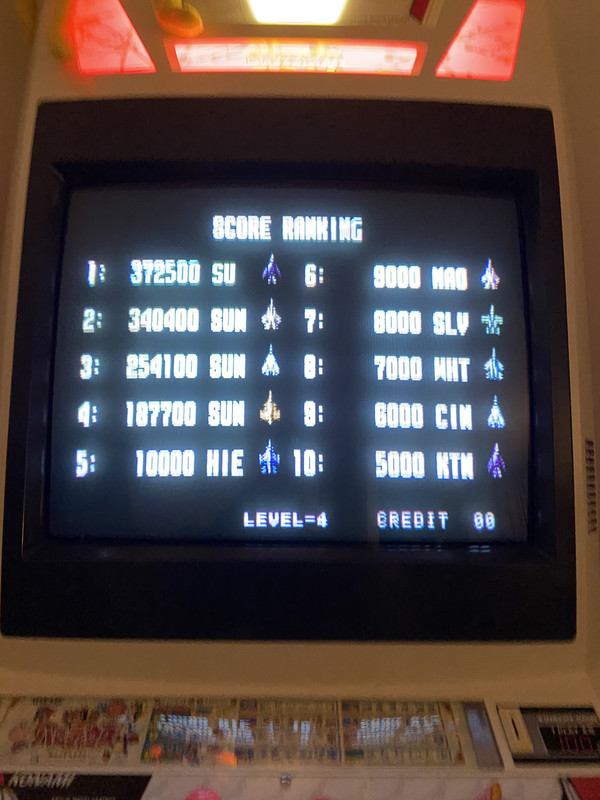 SCORE RANKING
1: 372500 SU 6: 9000 MAO
2: 340400 SUN 7: 8000 SLV
3: 254100 SUN 8: 7000 WHT
4: 187700 SUN 9: 6000 CIN
5: 10000 HIE 10: 5000 KTN
LEVEL=4 CREDIT 00
KONAMI